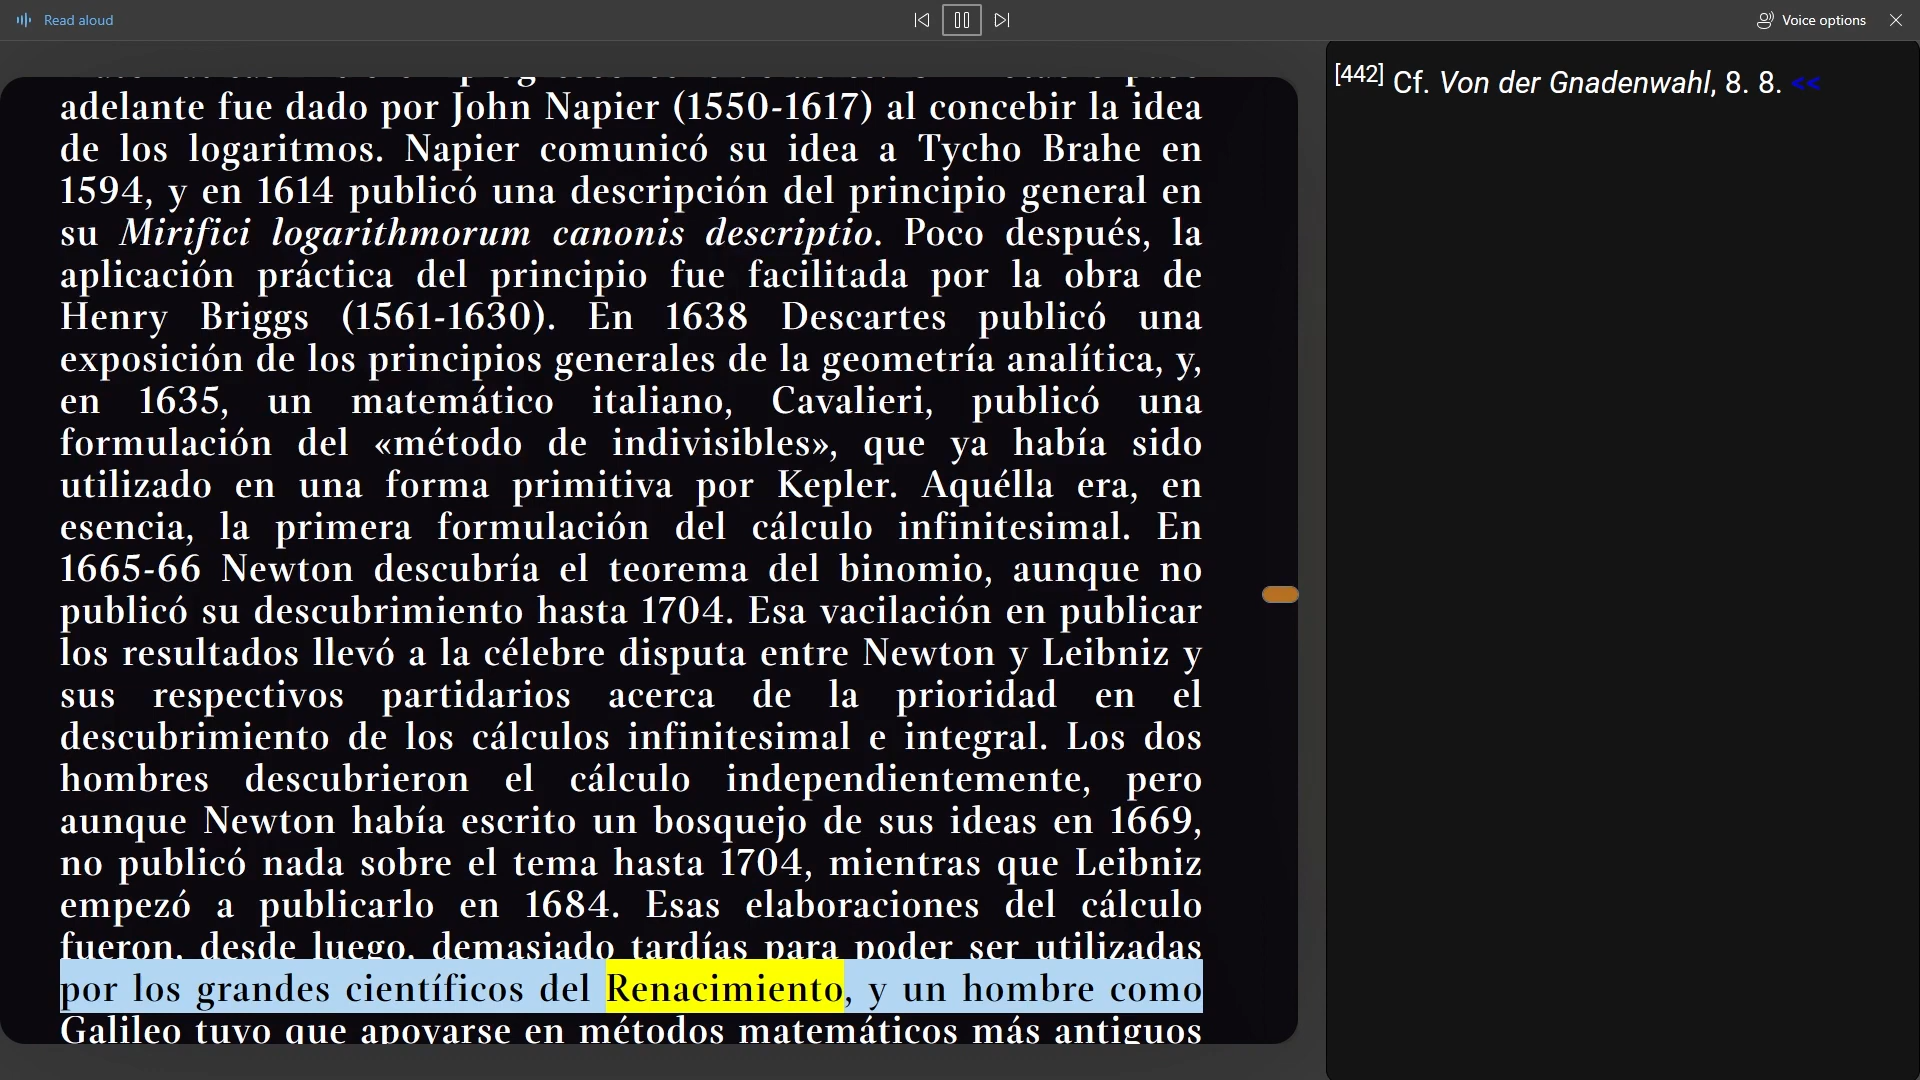 Read aloud
Voice options
adelante fue dado por John Napier (1550-1617) al concebir la idea
de los logaritmos. Napier comunicó su idea a Tycho Brahe en
1594, y en 1614 publicó una descripción del principio general en
su Mirifici logarithmorum canonis descriptio. Poco después, la
aplicación práctica del principio fue facilitada por la obra de
Henry Briggs (1561-1630). En 1638 Descartes publicó una
exposición de los principios generales de la geometría analítica, y,
en 1635, un matemático italiano, Cavalieri, publicó una
formulación del «método de indivisibles», que ya había sido
utilizado en una forma primitiva por Kepler. Aquélla era, en
esencia, la primera formulación del cálculo infinitesimal. En
1665-66 Newton descubría el teorema del binomio, aunque no
publicó su descubrimiento hasta 1704. Esa vacilación en publicar
los resultados llevó a la célebre disputa entre Newton y Leibniz y
sus respectivos partidarios acerca de la prioridad en el
descubrimiento de los cálculos infinitesimal e integral. Los dos
hombres descubrieron el cálculo independientemente, pero
aunque Newton había escrito un bosquejo de sus ideas en 1669,
no publicó nada sobre el tema hasta 1704, mientras que Leibniz
empezó a publicarlo en 1684. Esas elaboraciones del cálculo
fueron, desde luego, demasiado tardías para poder ser utilizadas
por los grandes científicos del Renacimiento, y un hombre como
Galileo tuvo que apoyarse en métodos matemáticos más antiguos
[442] Cf. Von der Gnadenwahl, 8. 8. <<